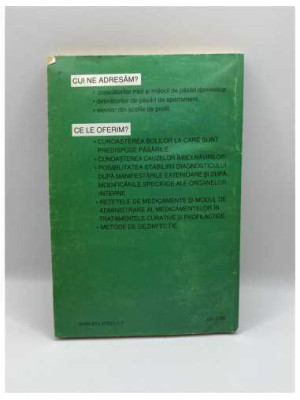 CUI NE ADRESĂM?
• crescătorilor mici și mijlocii de păsări domestice
• deținătorilor de păsări de apartament
• elevilor din școlile de profil.
CE LE OFERIM?
• CUNOAȘTEREA BOLILOR LA CARE SUNT
PREDISPUSE PĂSĂRILE
• CUNOAȘTEREA CAUZELOR ÎMBOLNĂVIRILOR
• POSIBILITATEA STABILIRII DIAGNOSTICULUI
DUPĂ MANIFESTĂRILE EXTERIOARE ȘI DUPĂ
MODIFICĂRILE SPECIFICE ALE ORGANELOR
INTERNE
• REȚETELE DE MEDICAMENTE ȘI MODUL DE
ADMINISTRARE AL MEDICAMENTELOR ÎN
TRATAMENTELE CURATIVE ȘI PROFILACTICE
• METODE DE DEZINFECȚIE